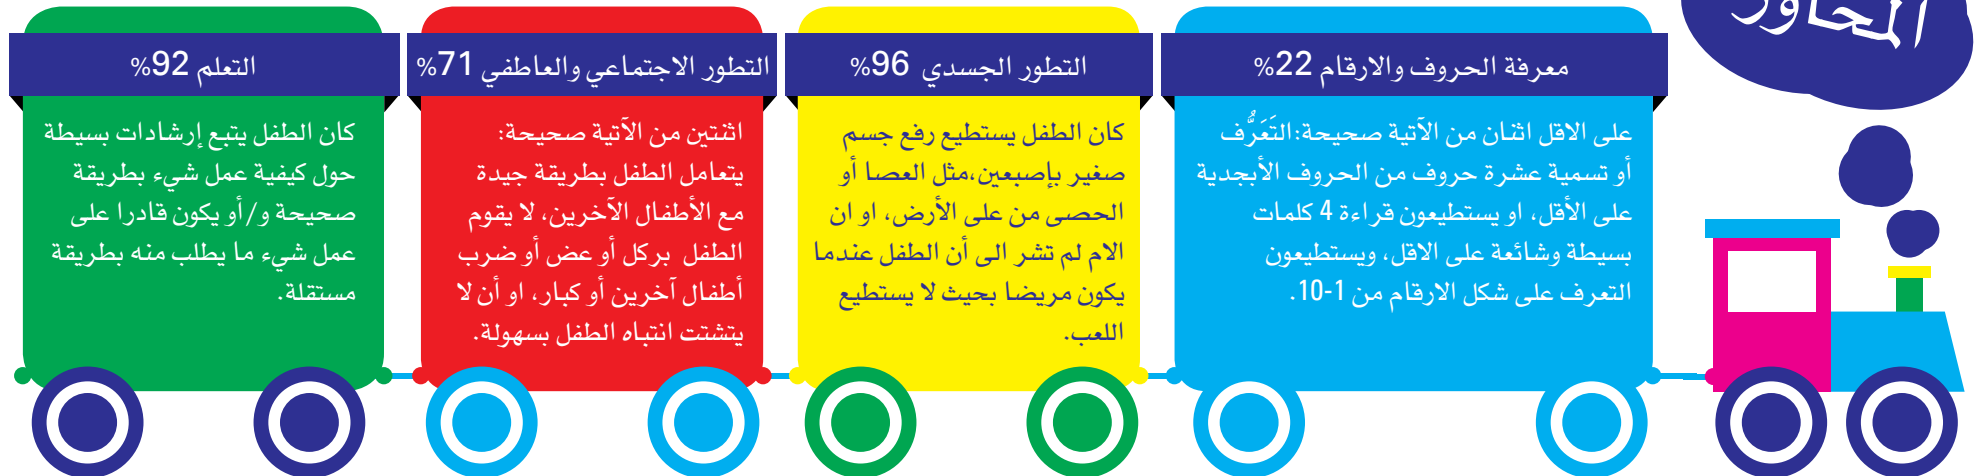 المحاور
معرفة الحروف والارقام 22%
على الاقل اثنان من الآتية صحيحة:التَعَرُّف
أو تسمية عشرة حروف من الحروف الأبجدية
على الأقل، او يستطيعون قراءة 4 كلمات
بسيطة وشائعة على الاقل، ويستطيعون
التعرف على شكل الارقام من 1-10.
التطور الجسدي 96%
كان الطفل يستطيع رفع جسم
صغير بإصبعين،مثل العصا أو
الحصى من على الأرض، او ان
الام لم تشر الى أن الطفل عندما
يكون مريضا بحيث لا يستطيع
اللعب.
التطور الاجتماعي والعاطفي 71%
اثنتين من الآتية صحيحة:
يتعامل الطفل بطريقة جيدة
مع الأطفال الآخرين، لا يقوم
الطفل بركل أو عض أو ضرب
أطفال آخرين أو كبار، او أن لا
يتشتت انتباه الطفل بسهولة.
التعلم 92%
كان الطفل يتبع إرشادات بسيطة
حول كيفية عمل شيء بطريقة
صحيحة و/أو يكون قادرا على
عمل شيء ما يطلب منه بطريقة
مستقلة.